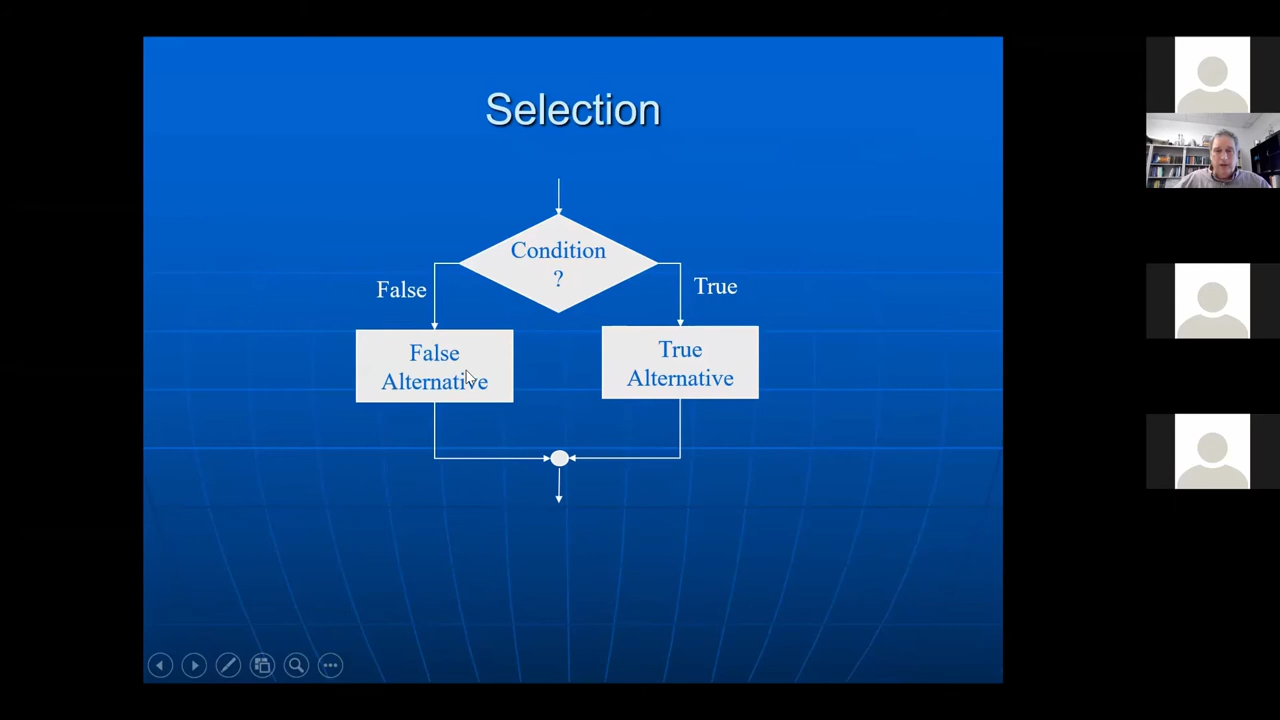 Selection
Condition
?
False
True
False
Alternative
True
Alternative